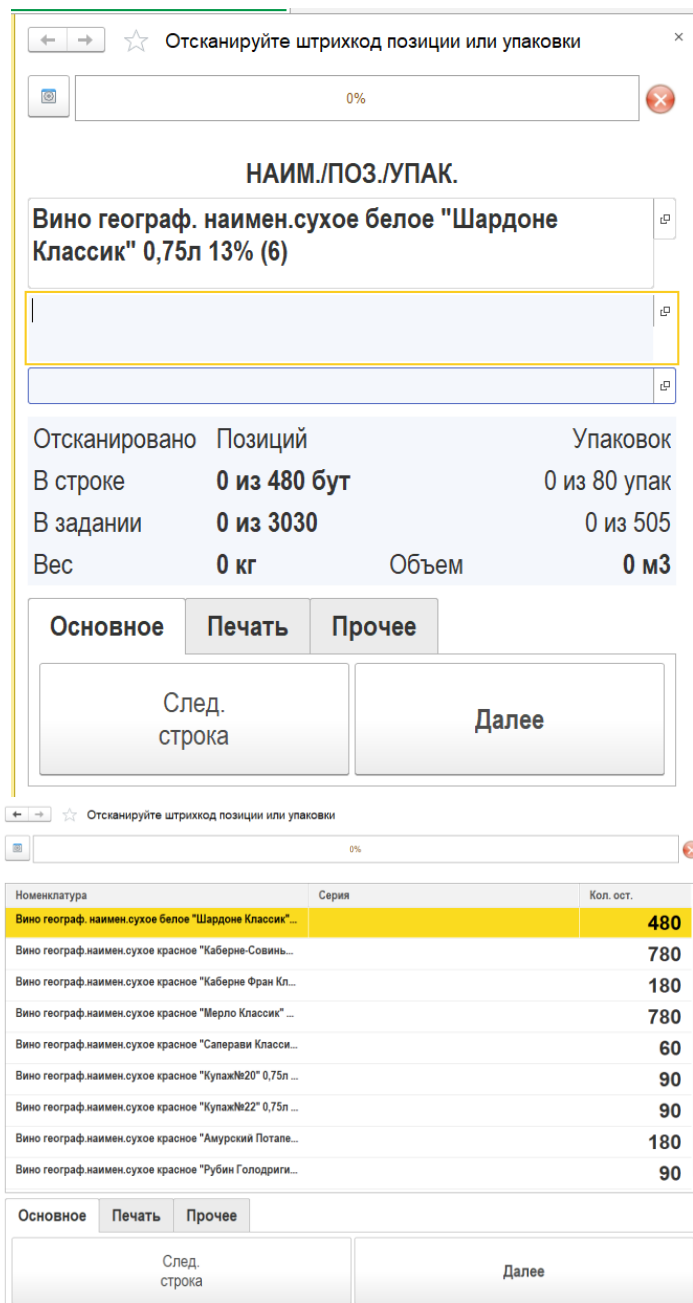 Отсканируйте штрихкод позиции или упаковки
0%
НАИМ./ПОЗ./УПАК.
Вино географ. наимен.сухое белое "Шардоне
Классик" 0,75л 13% (6)
Отсканировано Позиций Упаковок
В строке 0 из 480 бут 0 из 80 упак
В задании 0 из 3030 0 из 505
Вес 0 кг Объем 0 м3
Основное Печать Прочее
След.
строка
Далее
Отсканируйте штрихкод позиции или упаковки
0%
Номенклатура Серия Кол. ост.
Вино географ. наимен.сухое белое "Шардоне Классик"... 480
Вино географ.наимен.сухое красное "Каберне-Совинь... 780
Вино географ.наимен.сухое красное "Каберне Фран Кл... 180
Вино географ.наимен.сухое красное "Мерло Классик" ... 780
Вино географ.наимен.сухое красное "Саперави Класси... 60
Вино географ.наимен.сухое красное "Купаж№20" 0,75л ... 90
Вино географ.наимен.сухое красное "Купаж№22" 0,75л ... 90
Вино географ.наимен.сухое красное "Амурский Потапе... 180
Вино географ.наимен.сухое красное "Рубин Голодриги... 90
Основное Печать Прочее
След.
строка
Далее